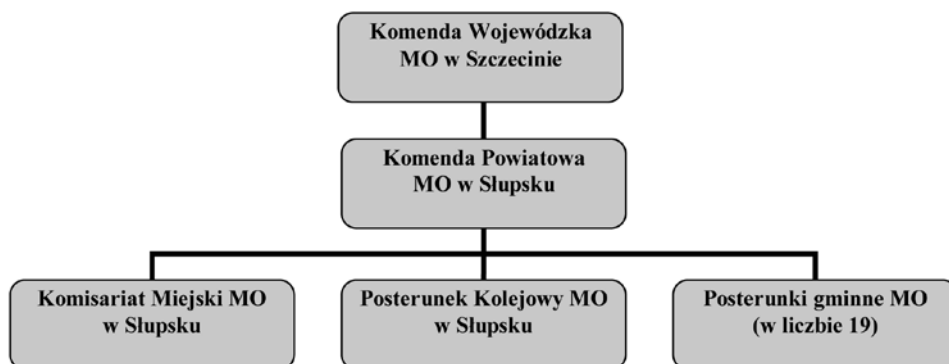 Komenda Wojewódzka
MO w Szczecinie
Komenda Powiatowa
MO w Słupsku
Komisariat Miejski MO
w Słupsku
Posterunek Kolejowy MO
w Słupsku
Posterunki gminne MO
(w liczbie 19)